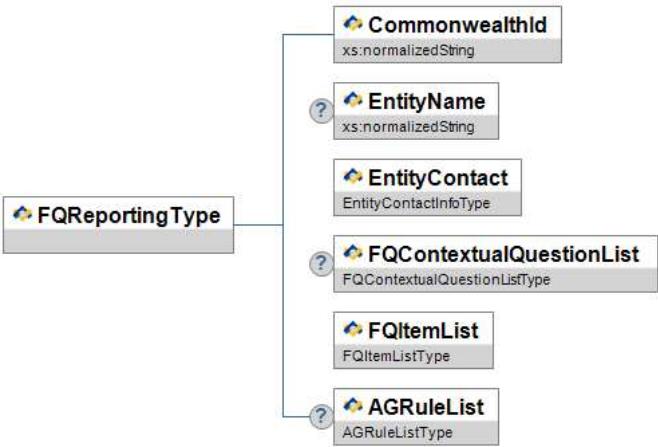 CommonwealthId
xs:normalizedString
?
EntityName
xs:normalizedString
EntityContact
EntityContactInfoType
FQReportingType
?
FQContextualQuestionList
FQContextualQuestionListType
FQItemList
FQItemListType
?
AGRuleList
AGRuleListType